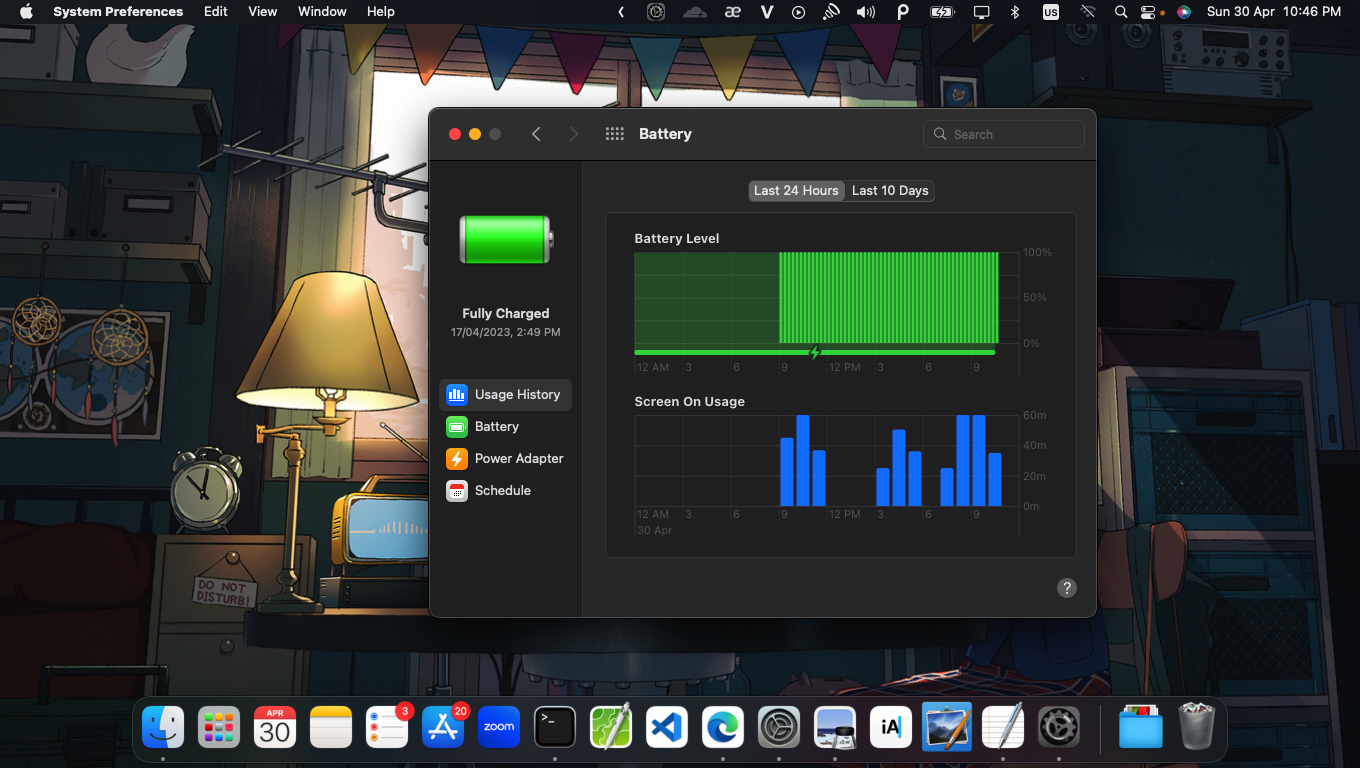 System Preferences Edit View Window Help
US
Sun 30 Apr 10:46 PM
Battery
Search
Last 24 Hours Last 10 Days
Battery Level
100%
50%
0%
12 AM 3 6 9 12 PM 3 6 9
Fully Charged
17/04/2023, 2:49 PM
Usage History
Battery
Power Adapter
Schedule
Screen On Usage
60m
40m
20m
0m
12 AM 3 6 9 12 PM 3 6 9
30 Apr
?
DO NOT
DISTURB!
APR
30
3
20
zoom
>_
iA